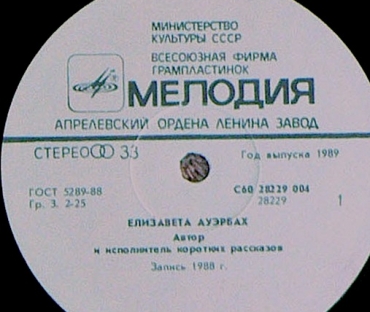 МИНИСТЕРСТВО
КУЛЬТУРЫ СССР
ВСЕСОЮЗНАЯ ФИРМА
ГРАМПЛАСТИНОК
МЕЛОДИЯ
АПРЕЛЕВСКИЙ ОРДЕНА ЛЕНИНА ЗАВОД
СТЕРЕО 33
Год выпуска 1989
ГОСТ 5289-88
Гр. 3. 2-25
С60 28229 004
28229
1
ЕЛИЗАВЕТА АУЭРБАХ
Автор
и исполнитель коротких рассказов
Запись 1988 г.